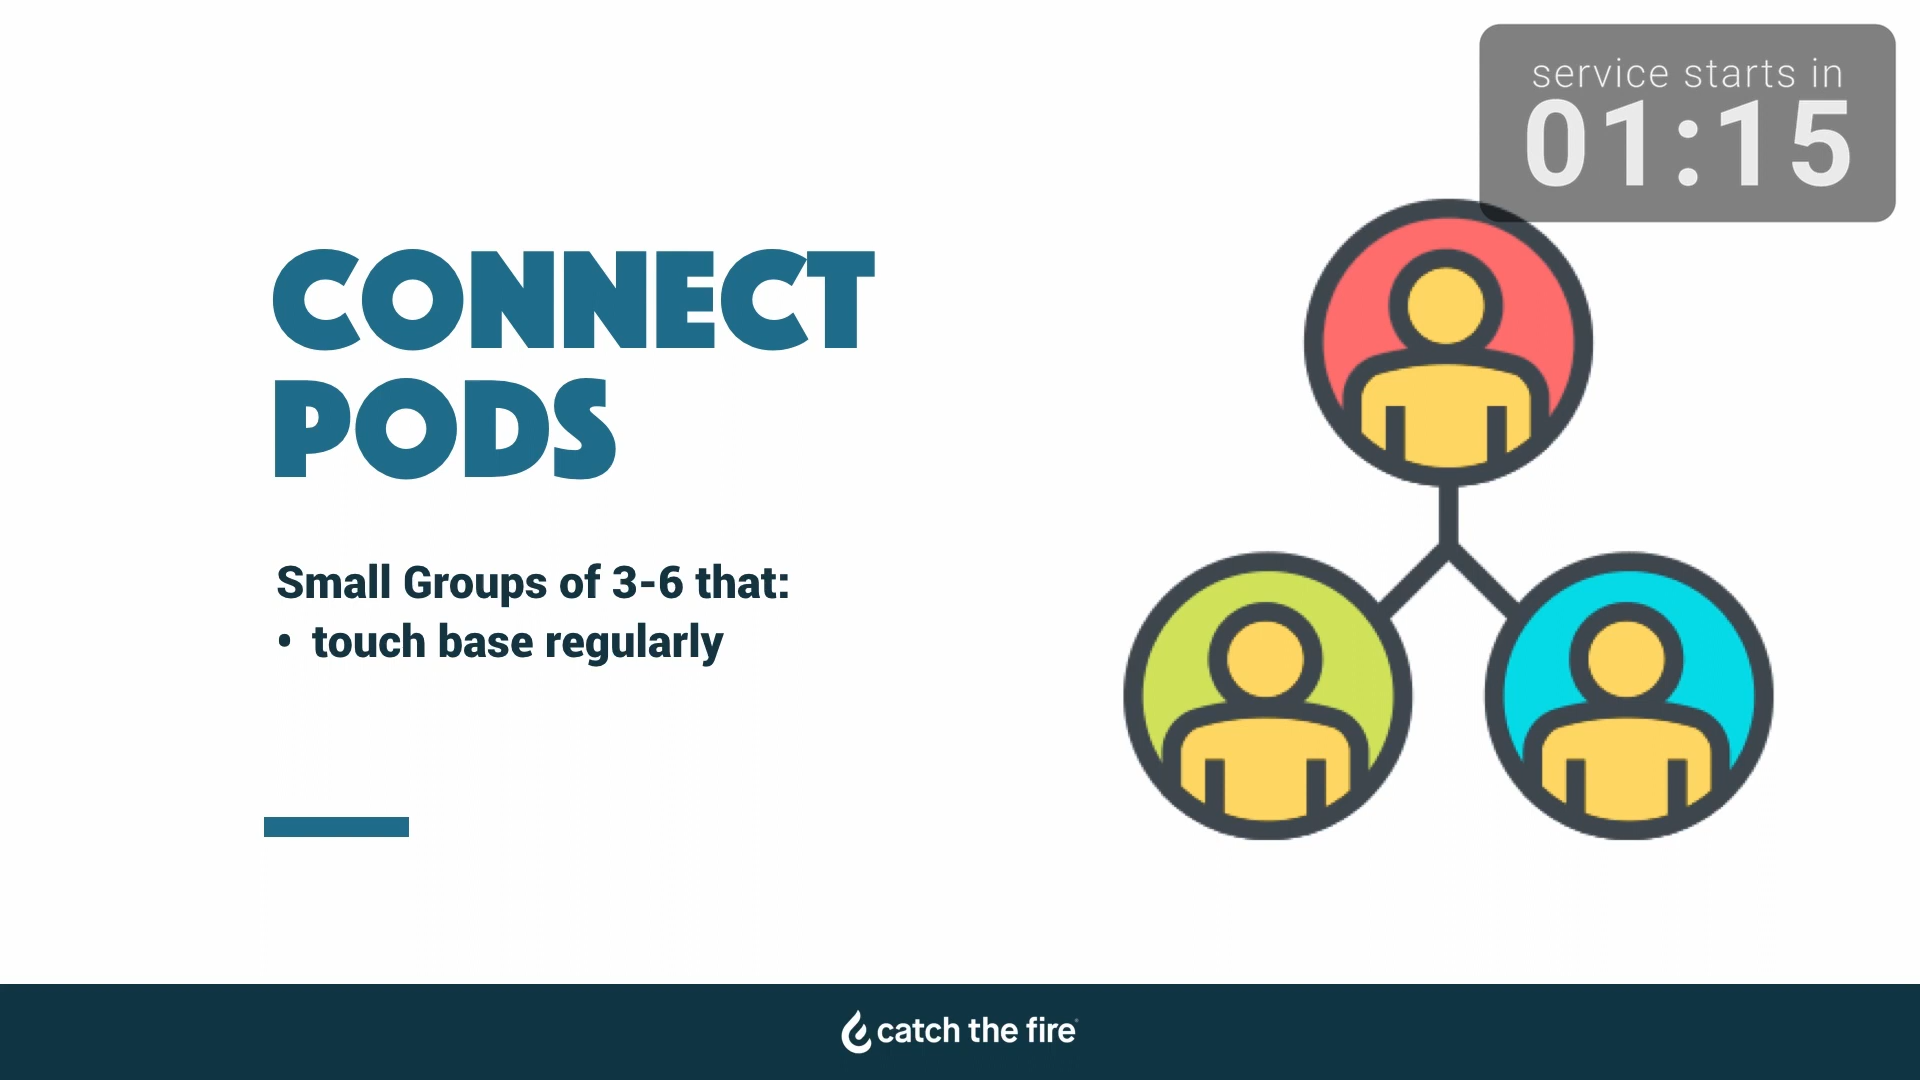 service starts in
01:15
CONNECT
PODS
Small Groups of 3-6 that:
• touch base regularly
catch the fire